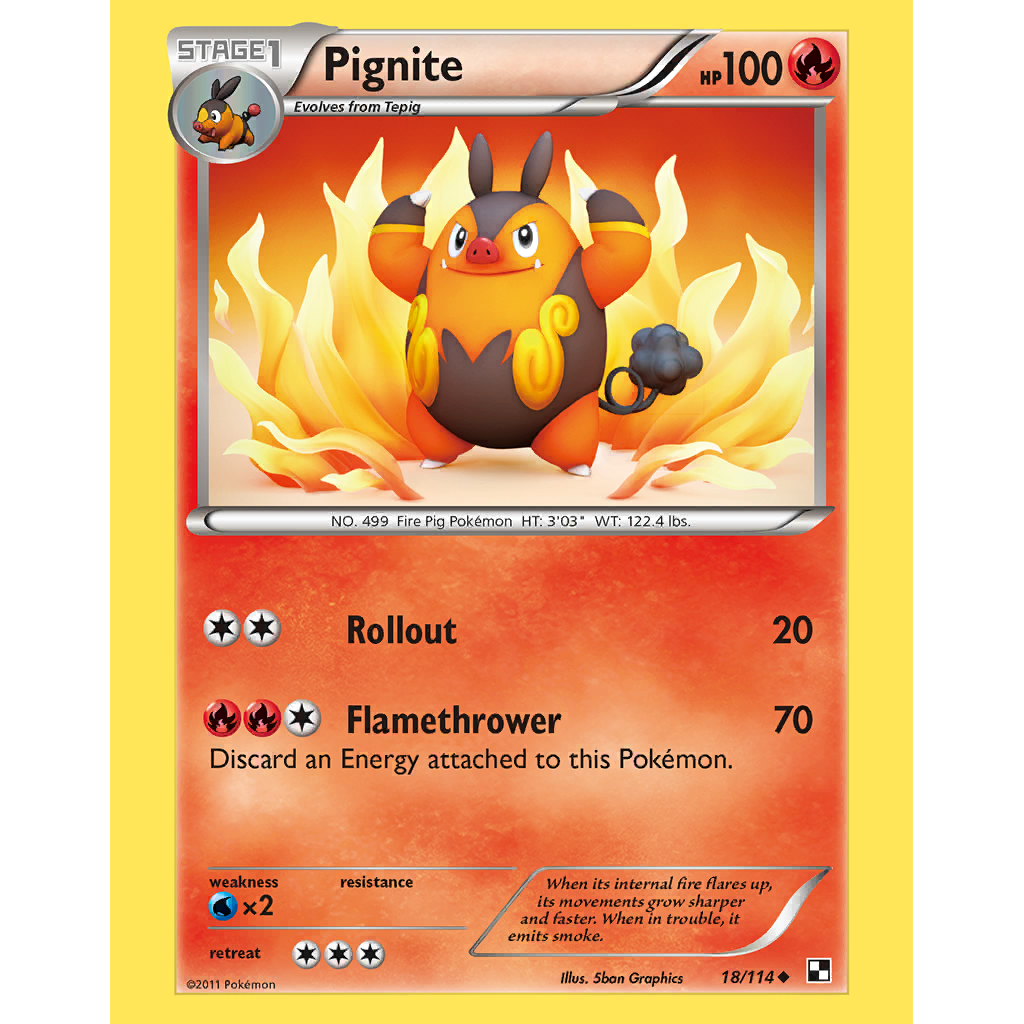 STAGE1
Pignite
HP100
Evolves from Tepig
NO. 499 Fire Pig Pokémon HT: 3'03" WT: 122.4 lbs.
Rollout 20
Flamethrower 70
Discard an Energy attached to this Pokémon.
weakness resistance
×2
retreat
When its internal fire flares up,
its movements grow sharper
and faster. When in trouble, it
emits smoke.
Illus. 5ban Graphics 18/114
©2011 Pokémon